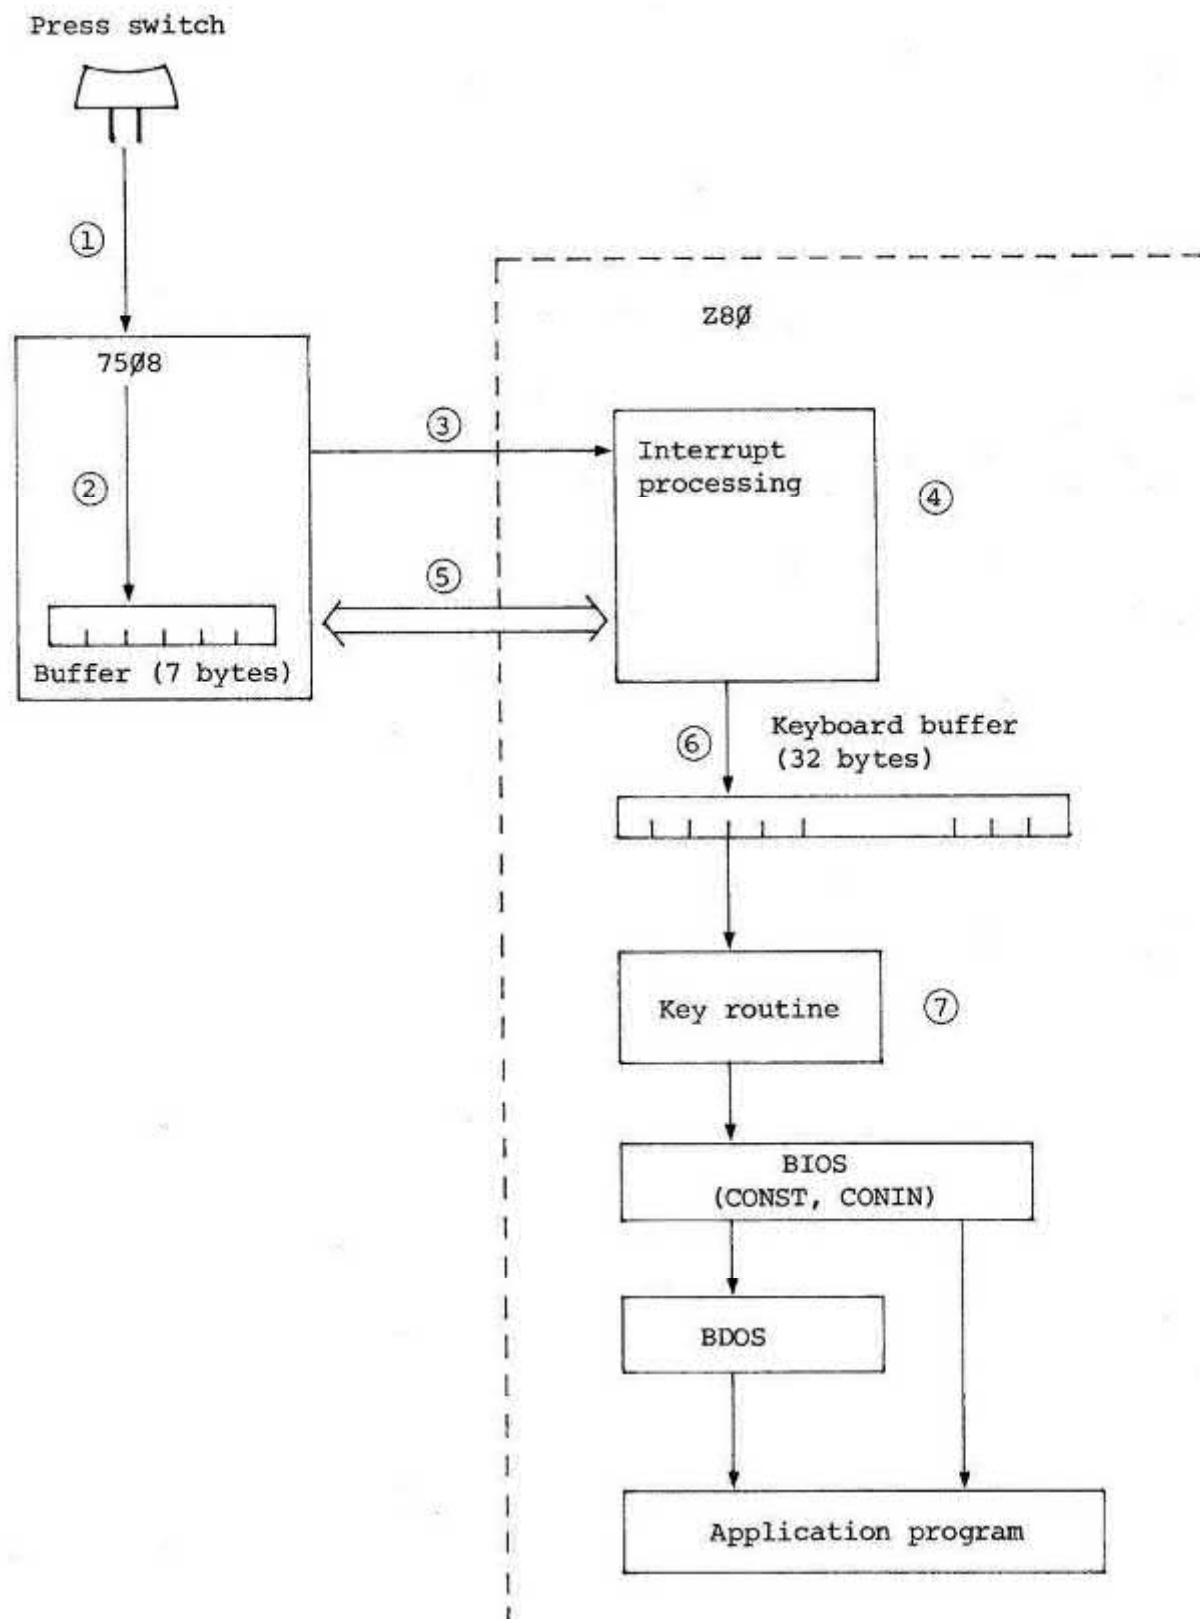 Press switch
①
Z8Ø
75Ø8
③
Interrupt
processing
②
④
⑤
Buffer (7 bytes)
⑥
Keyboard buffer
(32 bytes)
Key routine
⑦
BIOS
(CONST, CONIN)
BDOS
Application program